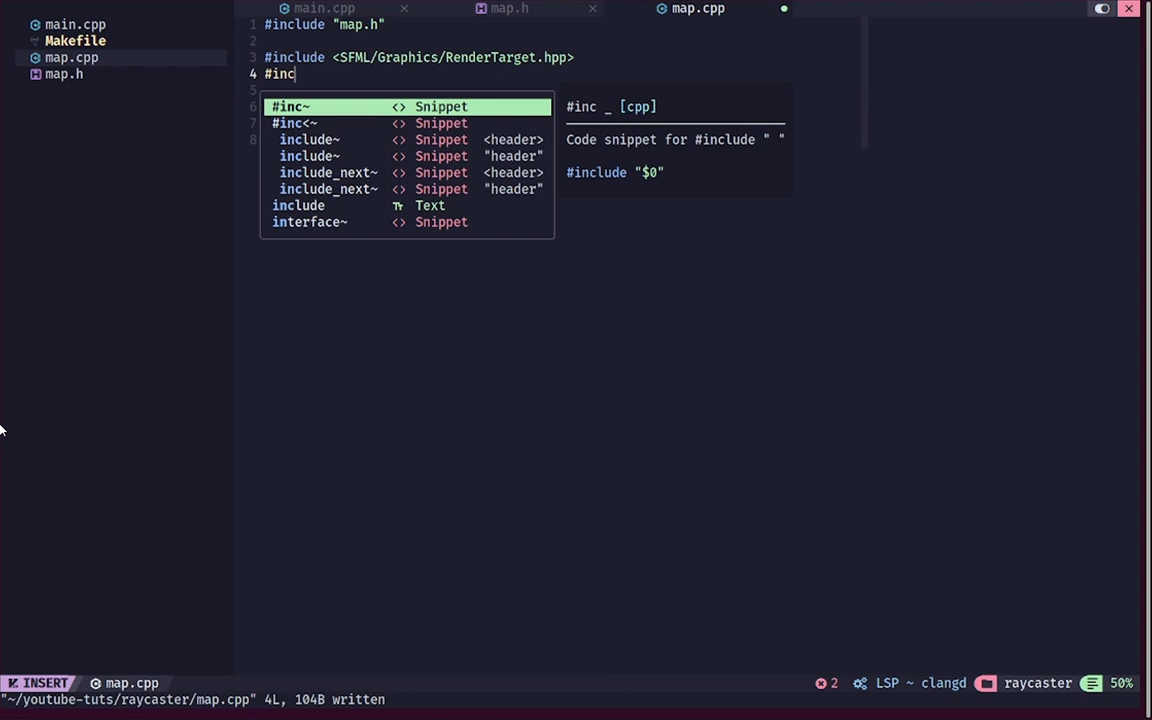 main.cpp
Makefile
map.cpp
map.h
main.cpp map.h map.cpp
1 #include "map.h"
2
3 #include <SFML/Graphics/RenderTarget.hpp>
4 #inc
5
6
7
8
#inc~ <> Snippet
#inc<~ <> Snippet
include~ <> Snippet <header>
include~ <> Snippet "header"
include_next~ <> Snippet <header>
include_next~ <> Snippet "header"
include Text
interface~ <> Snippet
#inc _ [cpp]
Code snippet for #include " "
#include "$0"
INSERT map.cpp 2 LSP ~ clangd raycaster 50%
"~/youtube-tuts/raycaster/map.cpp" 4L, 104B written